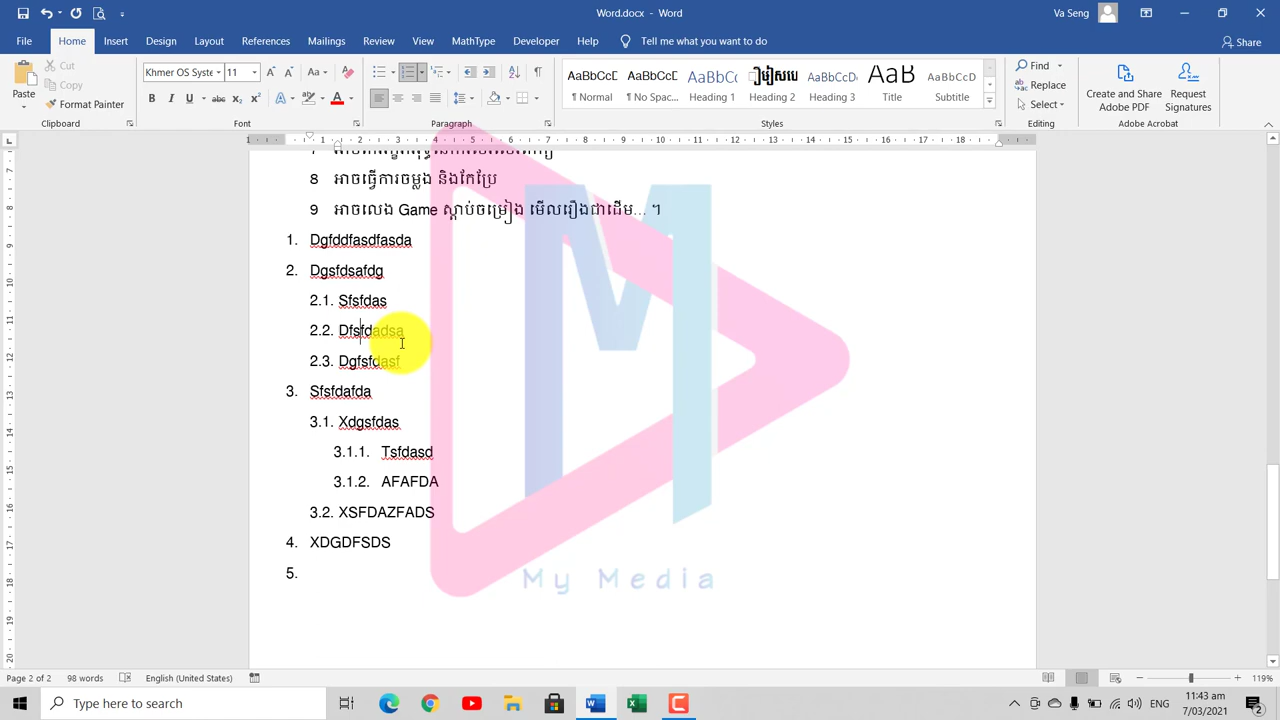 Word.docx - Word
Va Seng
File Home Insert Design Layout References Mailings Review View MathType Developer Help Tell me what you want to do
Share
Cut
Copy
Format Painter
Paste
Khmer OS Syste 11
AaBbCcD AaBbCcD AaBbC AaBbCcD AaB AaBbCcD
¶ Normal ¶ No Spac... Heading 1 Heading 2 Heading 3 Title Subtitle
Find
Replace
Select
Create and Share Adobe PDF
Request Signatures
Clipboard Font Paragraph Styles Editing Adobe Acrobat
8 អាចធ្វើការចម្លង និងកែប្រែ
9 អាចលេង Game ស្តាប់ចម្រៀង មើលរឿងជាដើម... ។
1. Dgfddfasdfasda
2. Dgsfdsafdg
2.1. Sfsfdas
2.2. Dfsfdadsa
2.3. Dgfsfdasf
3. Sfsfdafda
3.1. Xdgsfdas
3.1.1. Tsfdasd
3.1.2. AFAFDA
3.2. XSFDAZFADS
4. XDGDFSDS
5.
My Media
Page 2 of 2 98 words English (United States) 119%
Type here to search
ENG
11:43 am
7/03/2021